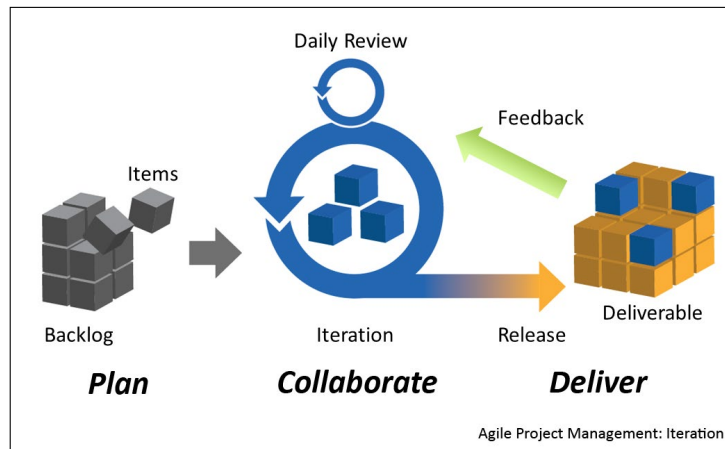 Daily Review
Feedback
Items
Backlog
Iteration
Release
Deliverable
Plan
Collaborate
Deliver
Agile Project Management: Iteration